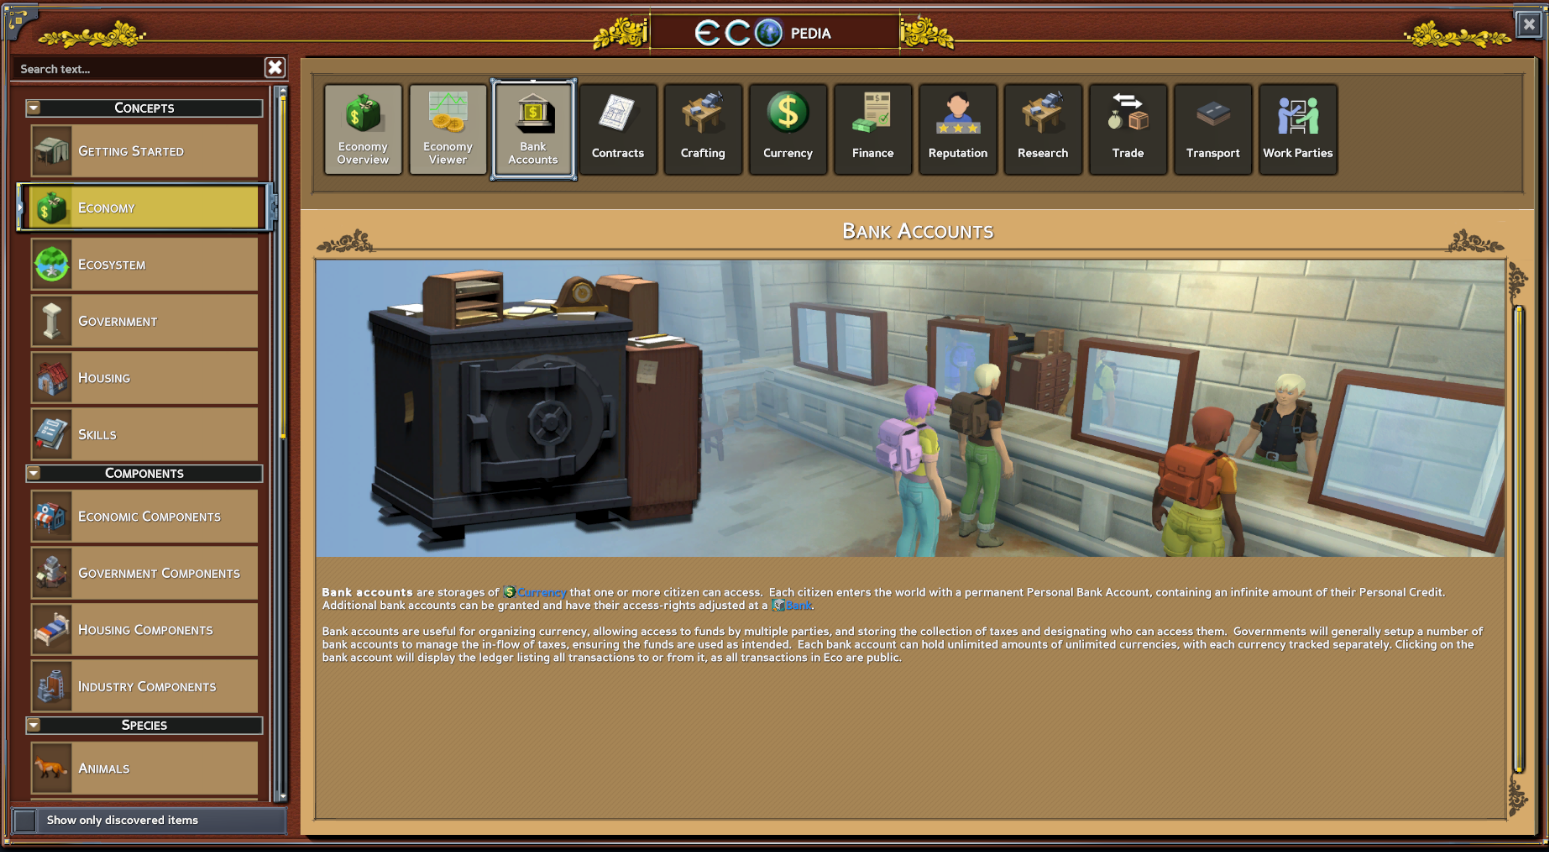 ECO PEDIA
Search text...
CONCEPTS
GETTING STARTED
ECONOMY
ECOSYSTEM
GOVERNMENT
HOUSING
SKILLS
COMPONENTS
ECONOMIC COMPONENTS
GOVERNMENT COMPONENTS
HOUSING COMPONENTS
INDUSTRY COMPONENTS
SPECIES
ANIMALS
Show only discovered items
Economy
Overview
Economy
Viewer
Bank
Accounts
Contracts
Crafting
Currency
Finance
Reputation
Research
Trade
Transport
Work Parties
BANK ACCOUNTS
Bank accounts are storages of Currency that one or more citizen can access. Each citizen enters the world with a permanent Personal Bank Account, containing an infinite amount of their Personal Credit.
Additional bank accounts can be granted and have their access-rights adjusted at a Bank.
Bank accounts are useful for organizing currency, allowing access to funds by multiple parties, and storing the collection of taxes and designating who can access them. Governments will generally setup a number of
bank accounts to manage the in-flow of taxes, ensuring the funds are used as intended. Each bank account can hold unlimited amounts of unlimited currencies, with each currency tracked separately. Clicking on the
bank account will display the ledger listing all transactions to or from it, as all transactions in Eco are public.